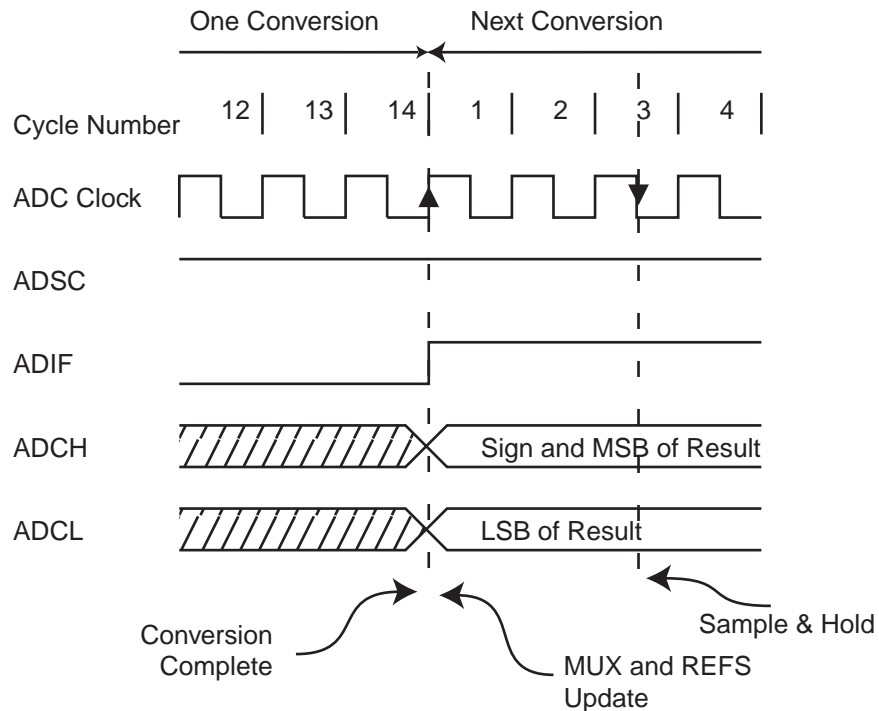 One Conversion Next Conversion
Cycle Number 12 13 14 1 2 3 4
ADC Clock
ADSC
ADIF
ADCH Sign and MSB of Result
ADCL LSB of Result
Conversion
Complete
MUX and REFS
Update
Sample & Hold